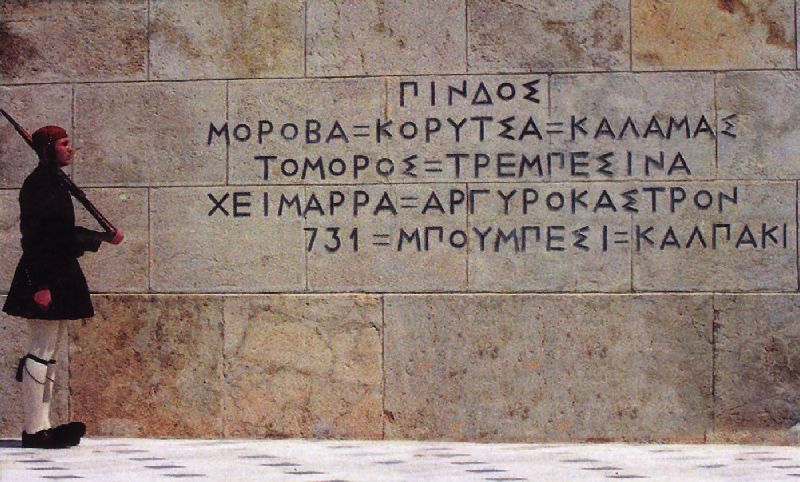 ΠΙΝΔΟΣ
ΜΟΡΟΒΑ=ΚΟΡΥΤΣΑ=ΚΑΛΑΜΑΣ
ΤΟΜΟΡΟΣ=ΤΡΕΜΠΕΣΙΝΑ
ΧΕΙΜΑΡΡΑ=ΑΡΓΥΡΟΚΑΣΤΡΟΝ
731=ΜΠΟΥΜΠΕΣΙ=ΚΑΛΠΑΚΙ